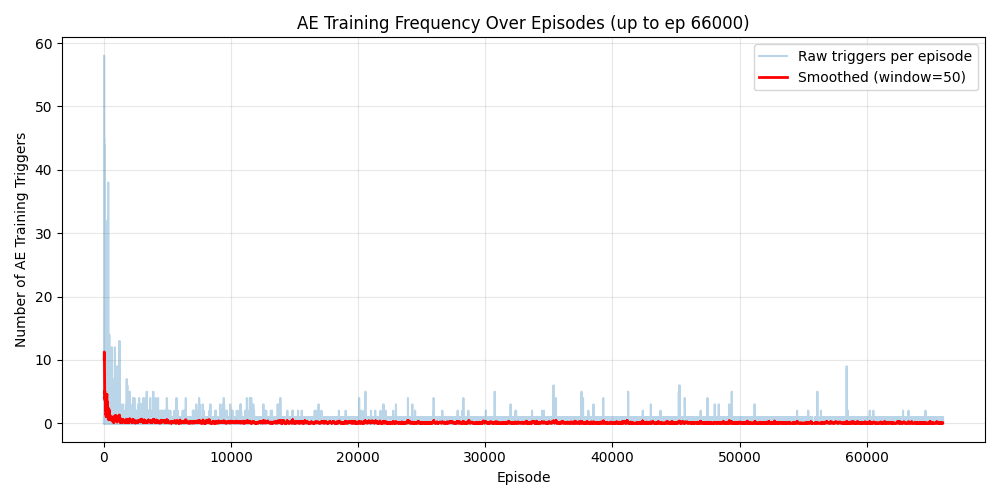 AE Training Frequency Over Episodes (up to ep 66000)
Raw triggers per episode
Smoothed (window=50)
Number of AE Training Triggers
60
50
40
30
20
10
0
0 10000 20000 30000 40000 50000 60000
Episode